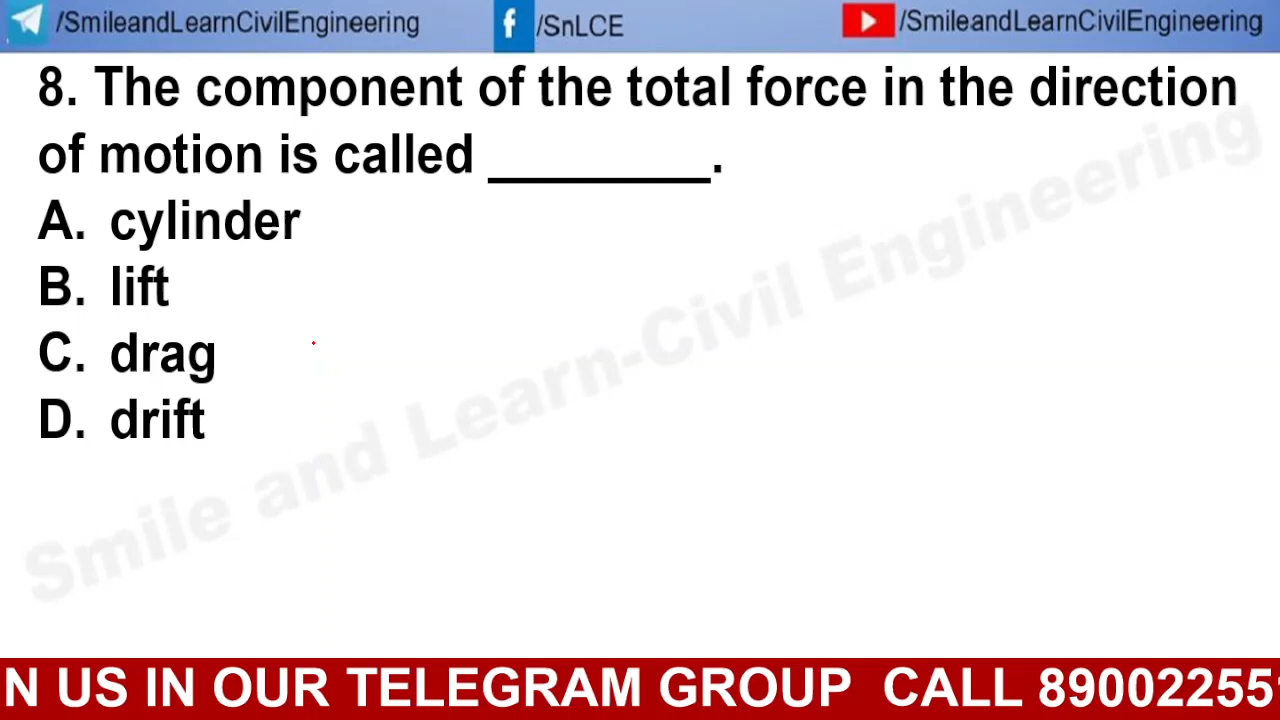 /SmileandLearnCivilEngineering /SnLCE /SmileandLearnCivilEngineering
8. The component of the total force in the direction
of motion is called ________.
A. cylinder
B. lift
C. drag
D. drift
Smile and Learn-Civil Engineering
N US IN OUR TELEGRAM GROUP CALL 89002255